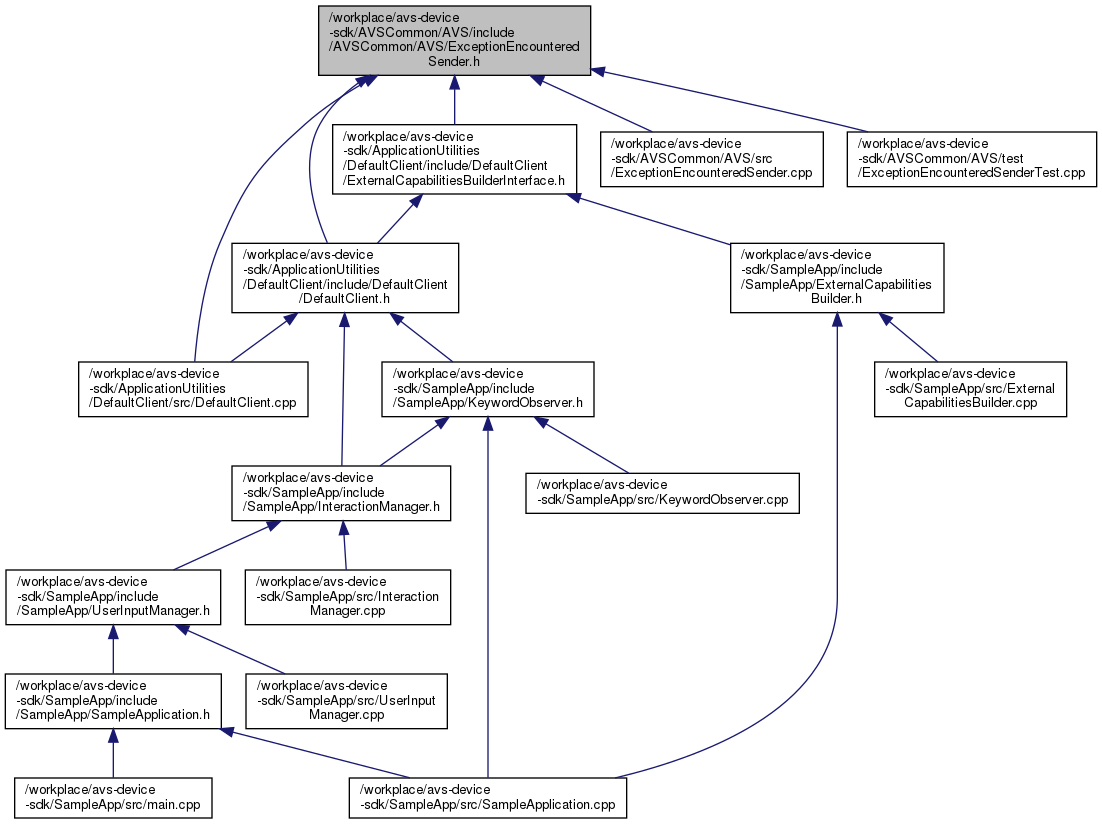 /workplace/avs-device
-sdk/AVSCommon/AVS/include
/AVSCommon/AVS/ExceptionEncountered
Sender.h
/workplace/avs-device
-sdk/ApplicationUtilities
/DefaultClient/include/DefaultClient
/ExternalCapabilitiesBuilderInterface.h
/workplace/avs-device
-sdk/AVSCommon/AVS/src
/ExceptionEncounteredSender.cpp
/workplace/avs-device
-sdk/AVSCommon/AVS/test
/ExceptionEncounteredSenderTest.cpp
/workplace/avs-device
-sdk/ApplicationUtilities
/DefaultClient/include/DefaultClient
/DefaultClient.h
/workplace/avs-device
-sdk/SampleApp/include
/SampleApp/ExternalCapabilities
Builder.h
/workplace/avs-device
-sdk/ApplicationUtilities
/DefaultClient/src/DefaultClient.cpp
/workplace/avs-device
-sdk/SampleApp/include
/SampleApp/KeywordObserver.h
/workplace/avs-device
-sdk/SampleApp/src/External
CapabilitiesBuilder.cpp
/workplace/avs-device
-sdk/SampleApp/include
/SampleApp/InteractionManager.h
/workplace/avs-device
-sdk/SampleApp/src/KeywordObserver.cpp
/workplace/avs-device
-sdk/SampleApp/include
/SampleApp/UserInputManager.h
/workplace/avs-device
-sdk/SampleApp/src/Interaction
Manager.cpp
/workplace/avs-device
-sdk/SampleApp/include
/SampleApp/SampleApplication.h
/workplace/avs-device
-sdk/SampleApp/src/UserInput
Manager.cpp
/workplace/avs-device
-sdk/SampleApp/src/main.cpp
/workplace/avs-device
-sdk/SampleApp/src/SampleApplication.cpp